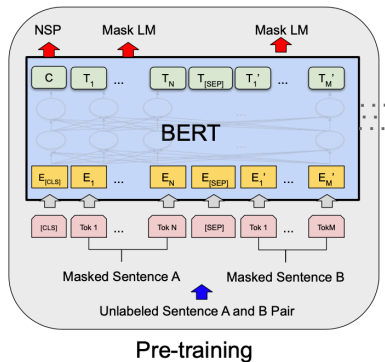 NSP Mask LM Mask LM
C T1 ... TN T[SEP] T1' ... TM'
BERT
E[CLS] E1 ... EN E[SEP] E1' ... EM'
[CLS] Tok 1 ... Tok N [SEP] Tok 1 ... TokM
Masked Sentence A Masked Sentence B
Unlabeled Sentence A and B Pair
Pre-training